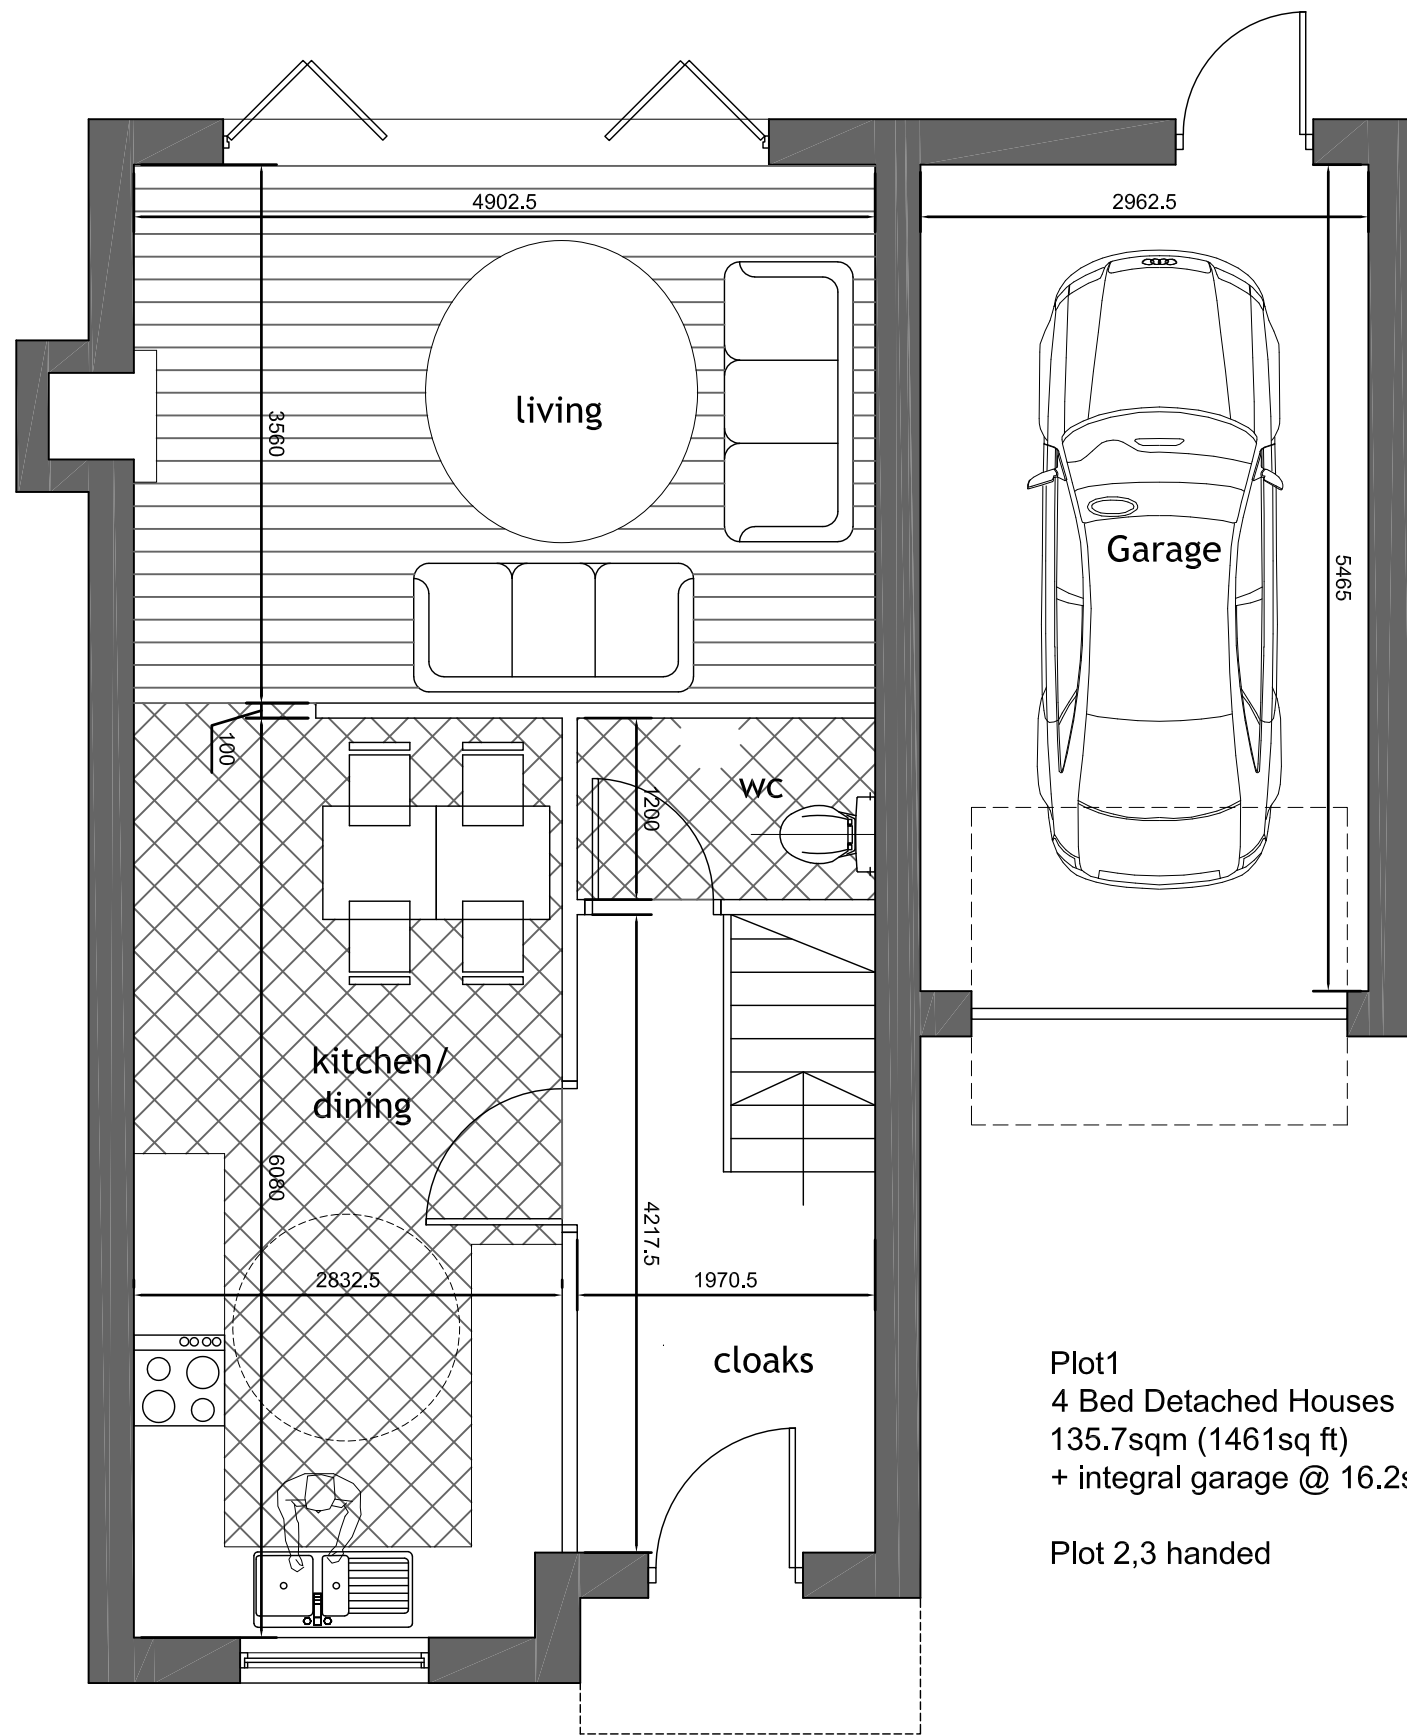 4902.5
2962.5
living
3560
Garage
5465
100
wc
1200
kitchen/
dining
6080
4217.5
2832.5
1970.5
cloaks
Plot1
4 Bed Detached Houses
135.7sqm (1461sq ft)
+ integral garage @ 16.2s
Plot 2,3 handed